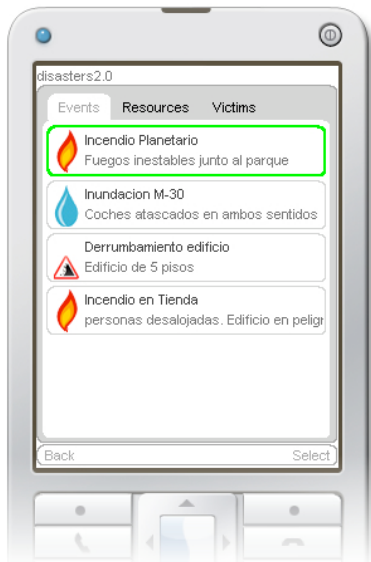 disasters2.0
Events Resources Victims
Incendio Planetario
Fuegos inestables junto al parque
Inundacion M-30
Coches atascados en ambos sentidos
Derrumbamiento edificio
Edificio de 5 pisos
Incendio en Tienda
personas desalojadas. Edificio en peligr
Back Select